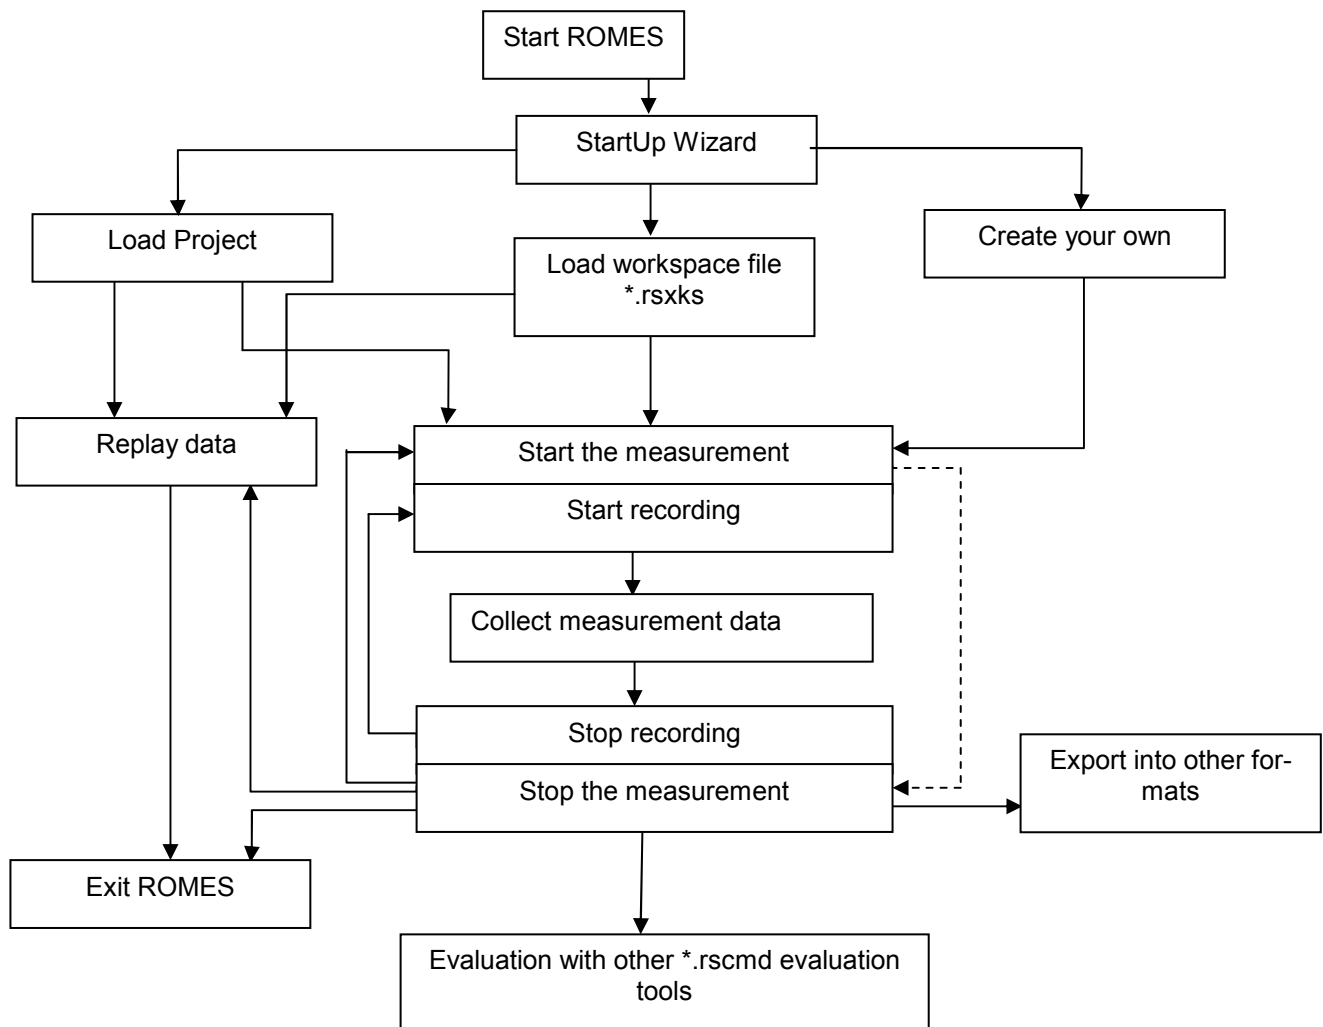 Start ROMES
StartUp Wizard
Load Project
Load workspace file
*.rsxks
Create your own
Replay data
Start the measurement
Start recording
Collect measurement data
Stop recording
Stop the measurement
Export into other for-
mats
Exit ROMES
Evaluation with other *.rscmd evaluation
tools